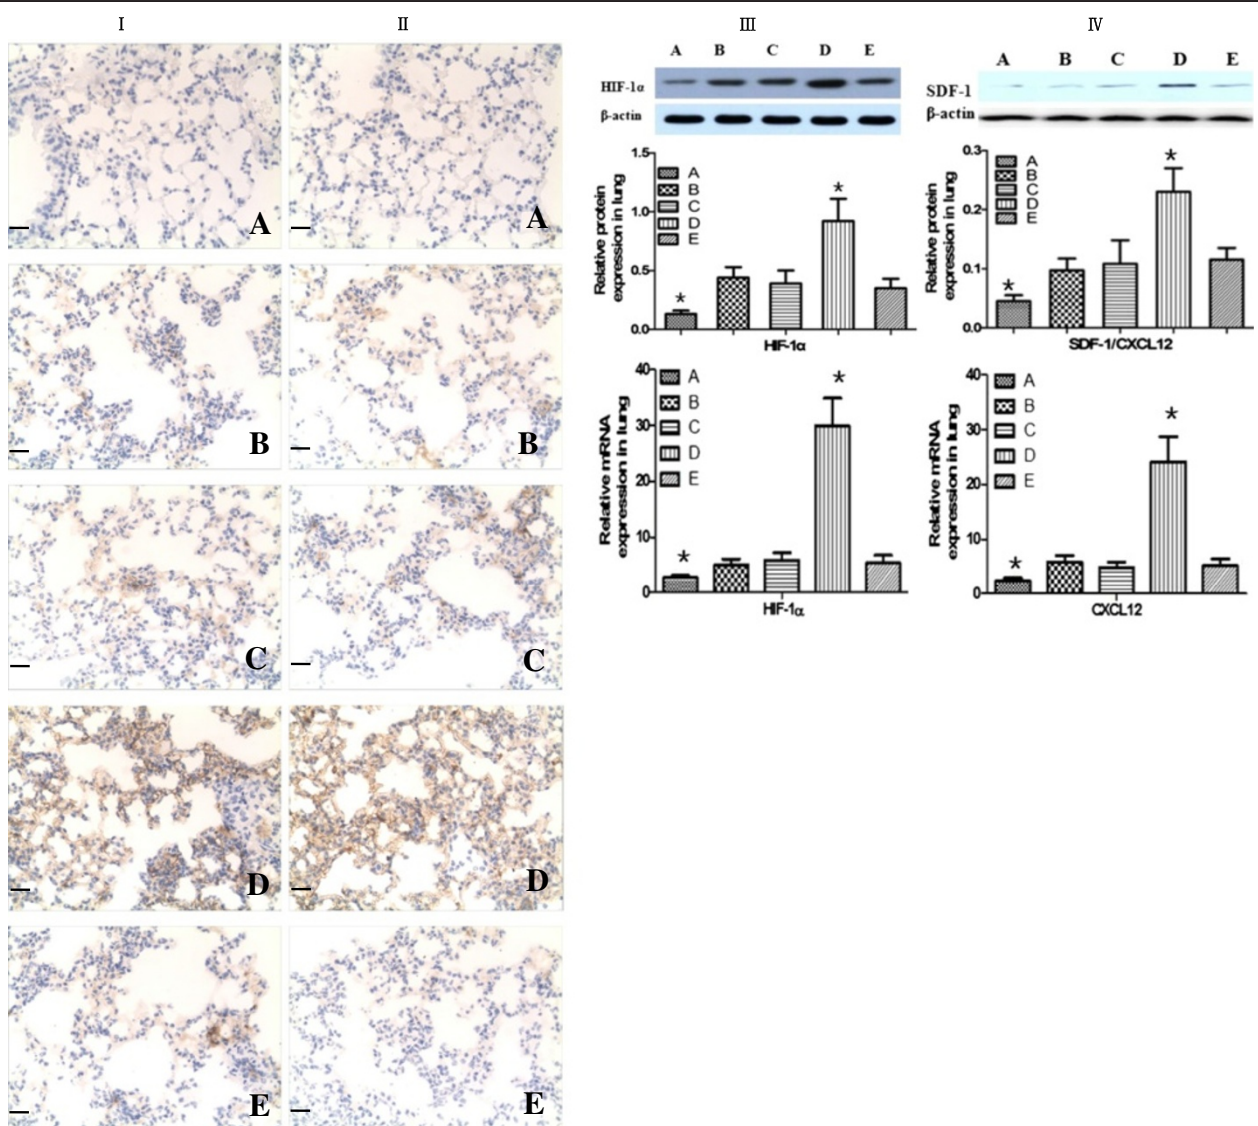 Ⅰ Ⅱ Ⅲ Ⅳ
A
A
B
B
C
C
D
D
E
E
A B C D E
HIF-1α
β-actin
1.5
1.0
0.5
0.0
Relative protein
expression in lung
A
B
C
D
E
*
*
HIF-1α
40
30
20
10
0
Relative mRNA
expression in lung
A
B
C
D
E
*
*
HIF-1α
A B C D E
SDF-1
β-actin
0.3
0.2
0.1
0.0
Relative protein
expression in lung
A
B
C
D
E
*
*
SDF-1/CXCL12
40
30
20
10
0
Relative mRNA
expression in lung
A
B
C
D
E
*
*
CXCL12